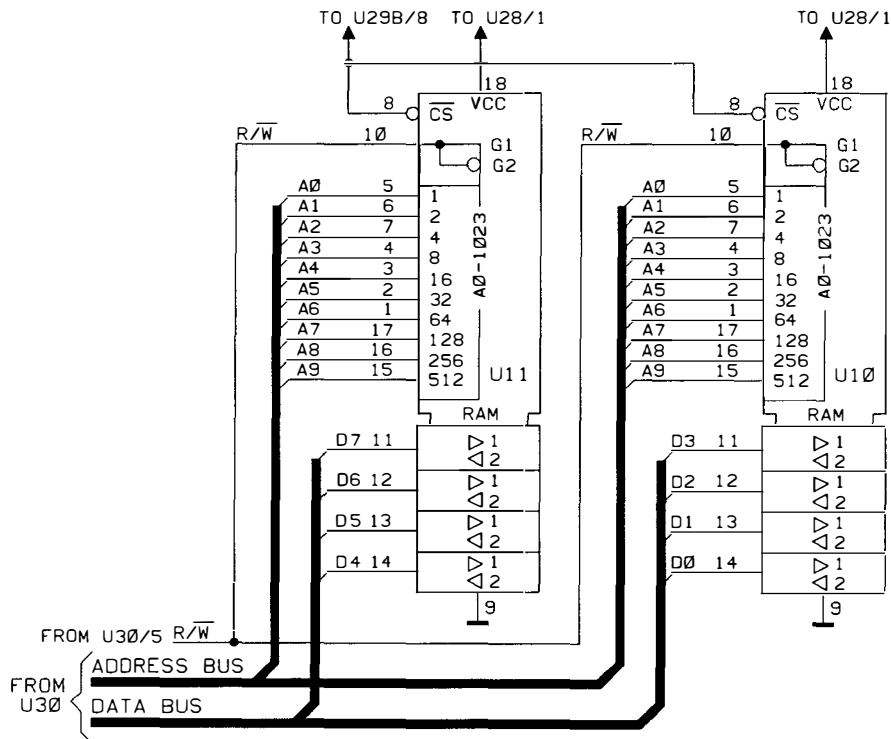 TO U29B/8 TO U28/1 TO U28/1
18 18
8 C̅S̅ VCC 8 C̅S̅ VCC
R/W̅ 1Ø G1 R/W̅ 1Ø G1
G2 G2
AØ 5 1 AØ 5 1
A1 6 2 A1 6 2
A2 7 4 A2 7 4
A3 4 8 A3 4 8
A4 3 16 A4 3 16
A5 2 32 A5 2 32
A6 1 64 A6 1 64
A7 17 128 A7 17 128
A8 16 256 A8 16 256
A9 15 512 A9 15 512
AØ-1Ø23 AØ-1Ø23
U11 U1Ø
RAM RAM
D7 11 1 D3 11 1
2 2
D6 12 1 D2 12 1
2 2
D5 13 1 D1 13 1
2 2
D4 14 1 DØ 14 1
2 2
9 9
FROM U3Ø/5 R/W̅
ADDRESS BUS
FROM
U3Ø
DATA BUS